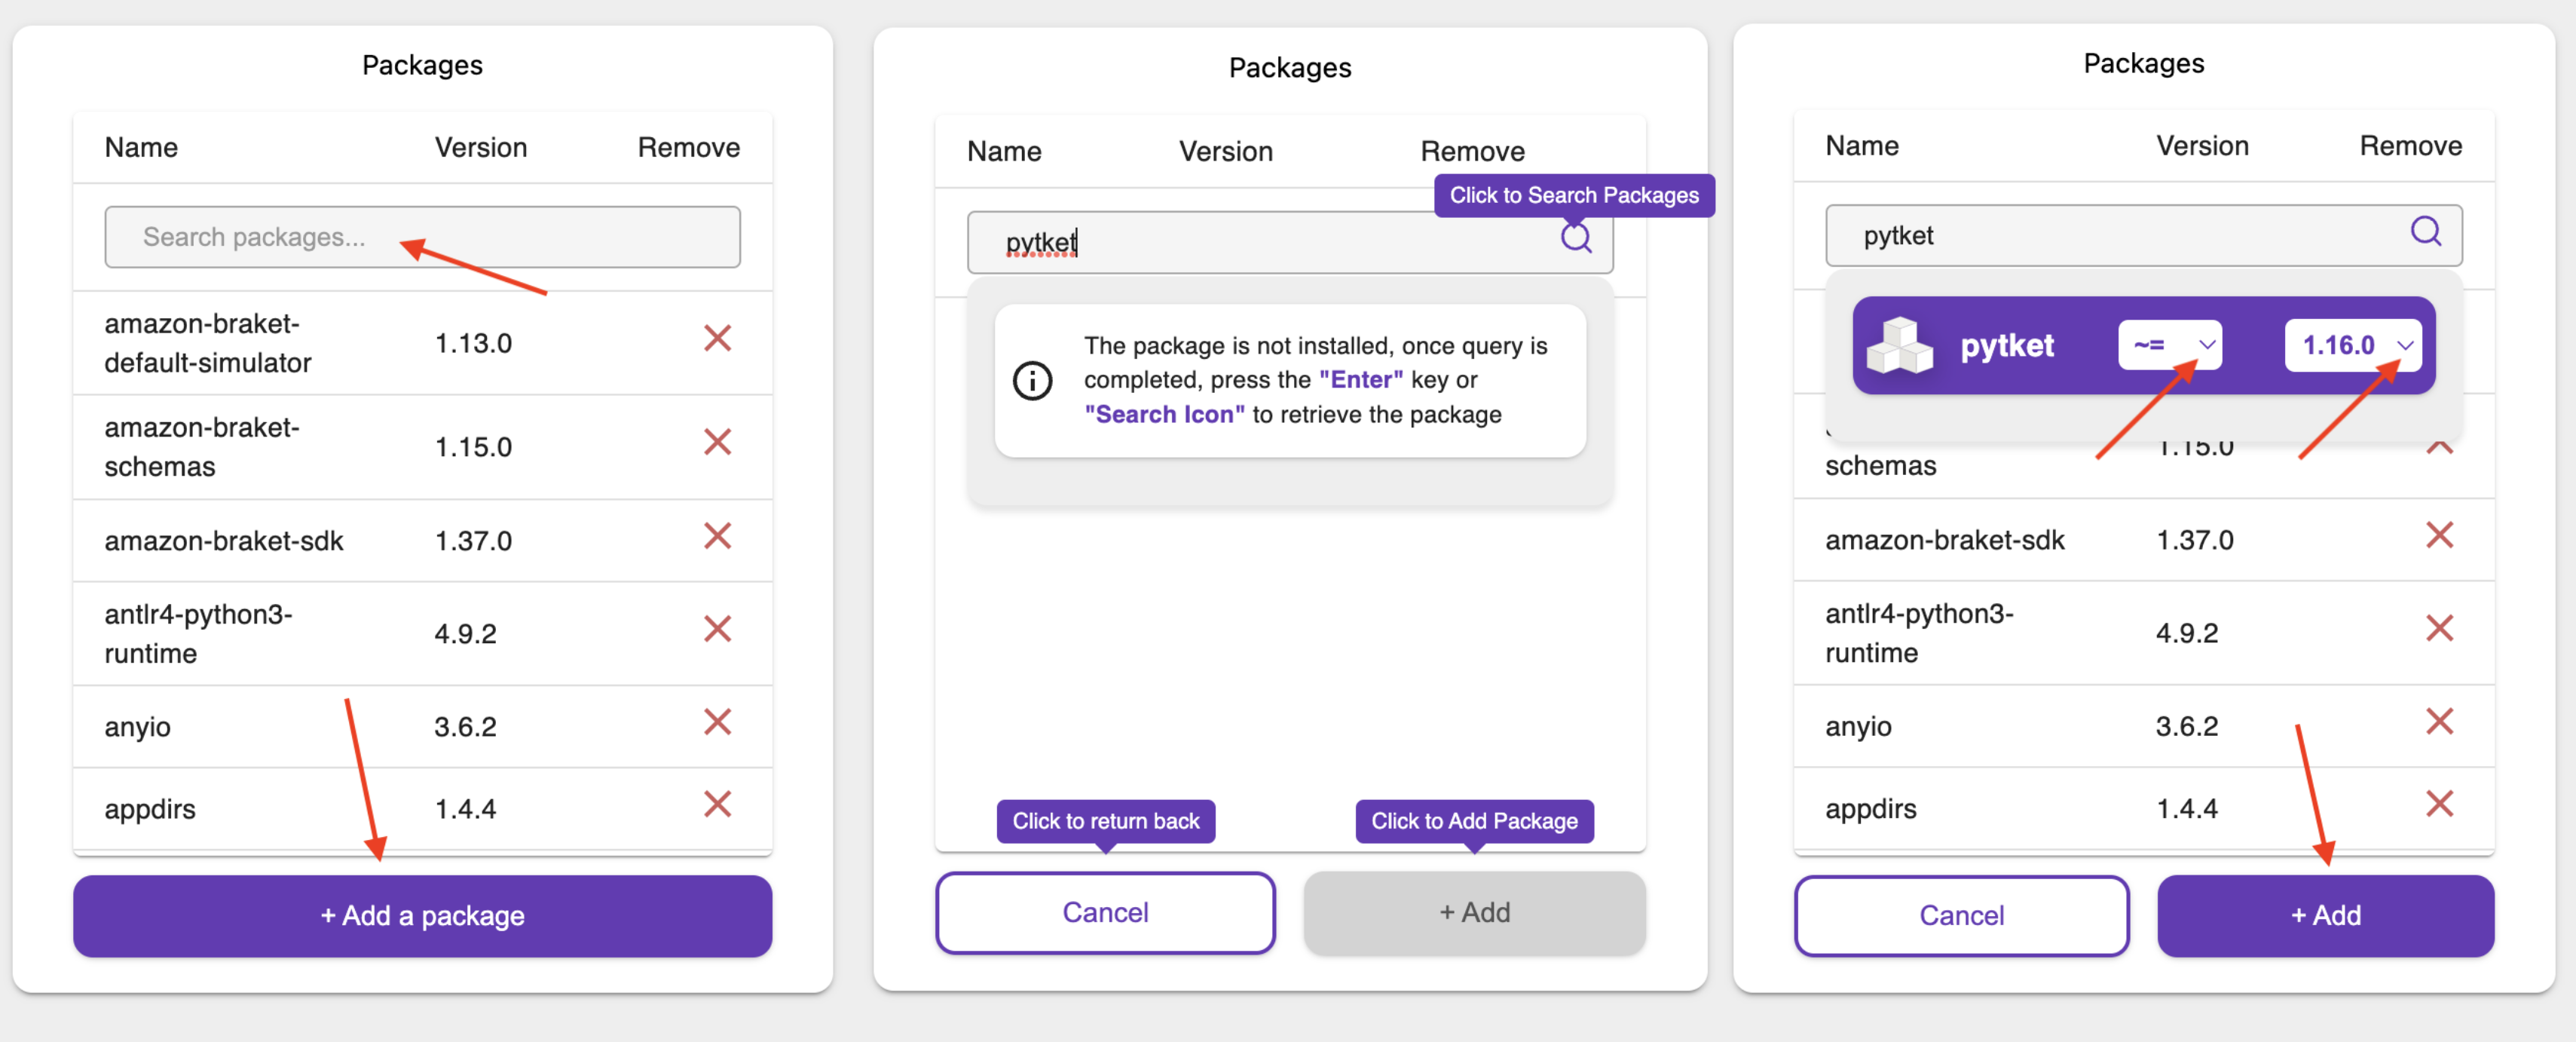 Packages
Name Version Remove
Search packages...
amazon-braket-
default-simulator
1.13.0
amazon-braket-
schemas
1.15.0
amazon-braket-sdk 1.37.0
antlr4-python3-
runtime
4.9.2
anyio 3.6.2
appdirs 1.4.4
+ Add a package
Packages
Name Version Remove
Click to Search Packages
pytket
The package is not installed, once query is
completed, press the "Enter" key or
"Search Icon" to retrieve the package
Click to return back
Click to Add Package
Cancel
+ Add
Packages
Name Version Remove
pytket
pytket ~= 1.16.0
schemas
1.15.0
amazon-braket-sdk 1.37.0
antlr4-python3-
runtime
4.9.2
anyio 3.6.2
appdirs 1.4.4
Cancel
+ Add